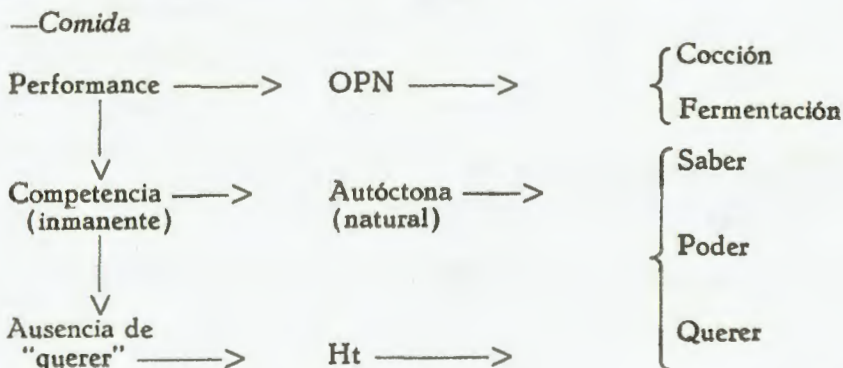 —Comida
Performance OPN Cocción
Fermentación
Competencia Autóctona Saber
(inmanente) (natural)
Poder
Ausencia de Querer
"querer" Ht